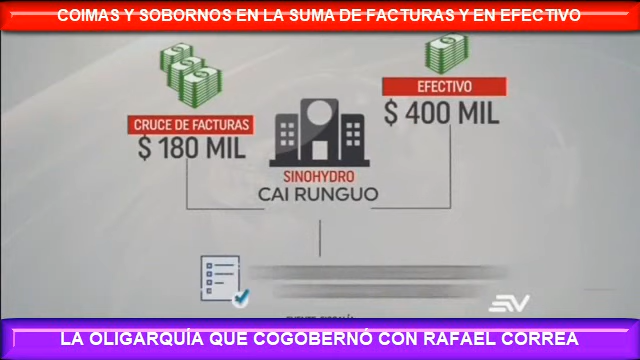 COIMAS Y SOBORNOS EN LA SUMA DE FACTURAS Y EN EFECTIVO
EFECTIVO
$ 400 MIL
CRUCE DE FACTURAS
$ 180 MIL
SINOHYDRO
CAI RUNGUO
LA OLIGARQUÍA QUE COGOBERNÓ CON RAFAEL CORREA